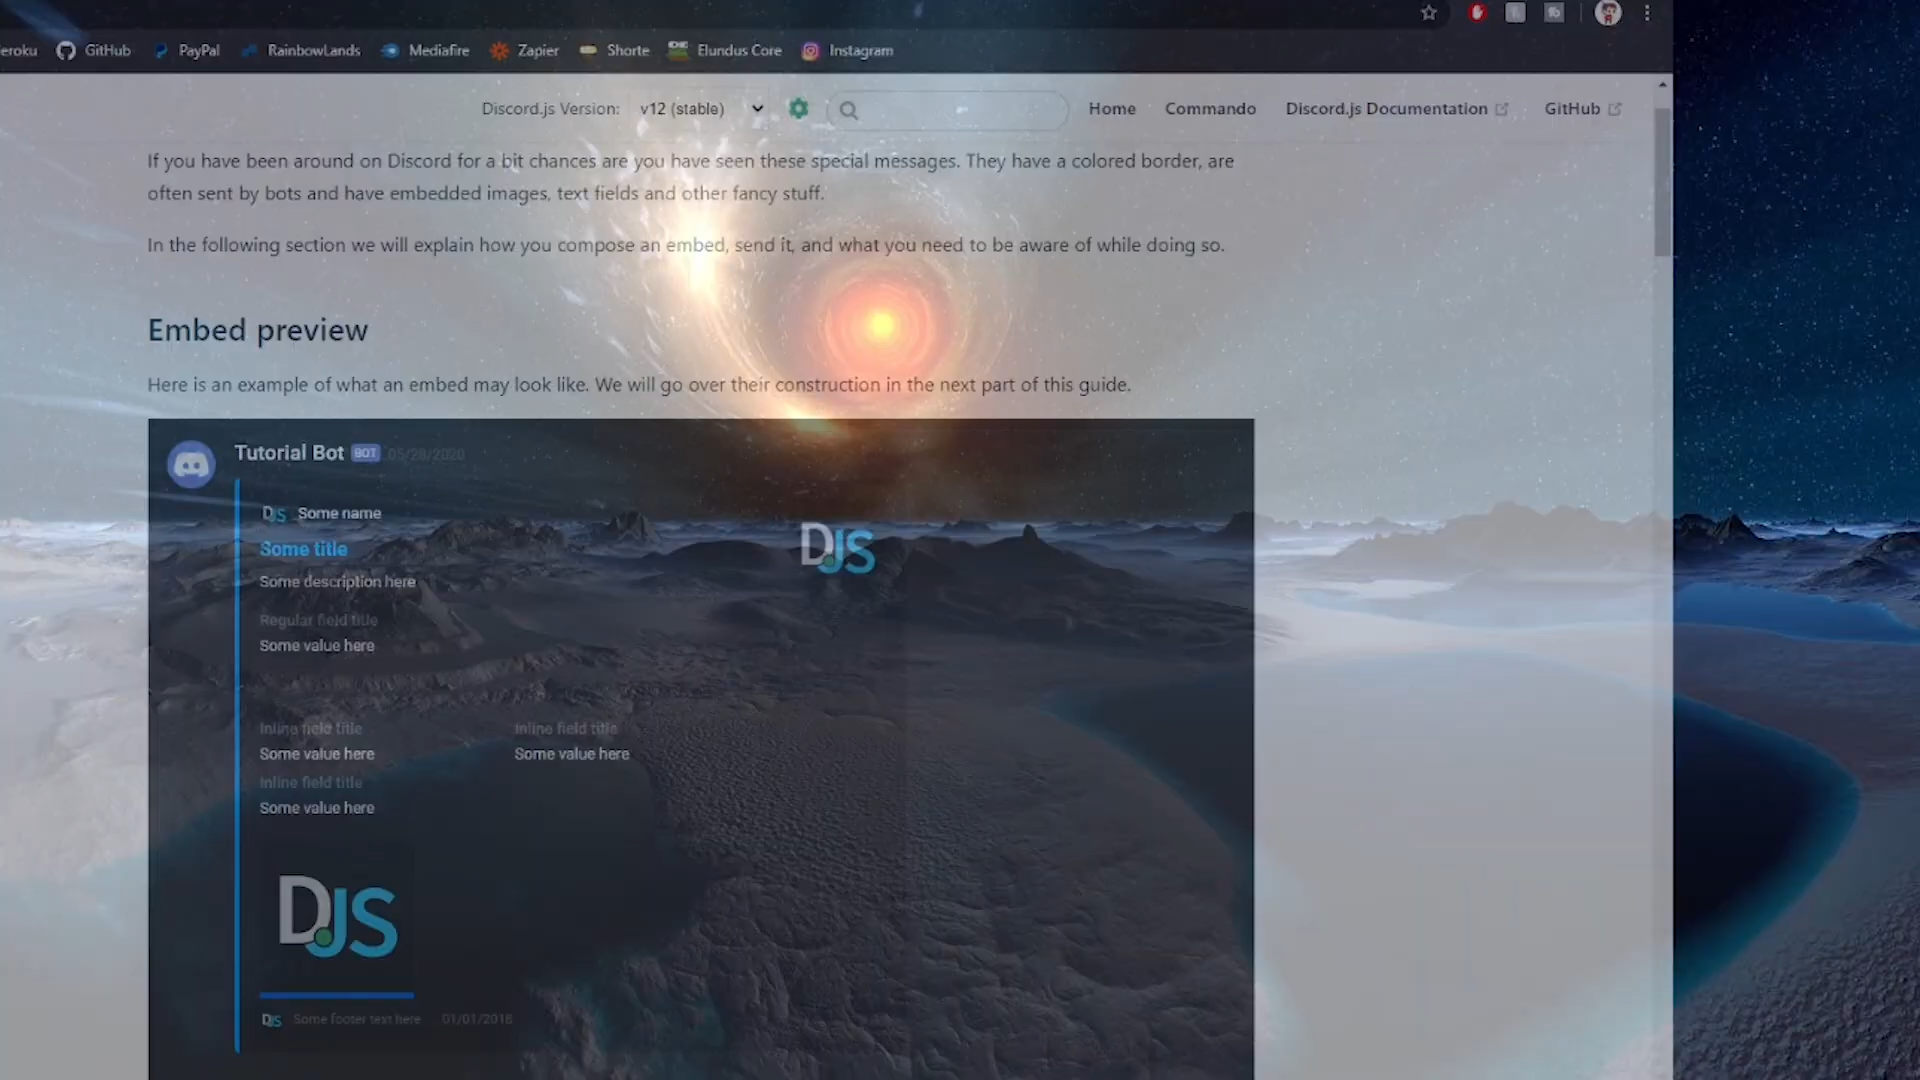 eroku GitHub PayPal RainbowLands Mediafire Zapier Shorte Elundus Core Instagram
Discord.js Version: v12 (stable) Home Commando Discord.js Documentation GitHub
If you have been around on Discord for a bit chances are you have seen these special messages. They have a colored border, are
often sent by bots and have embedded images, text fields and other fancy stuff.
In the following section we will explain how you compose an embed, send it, and what you need to be aware of while doing so.
Embed preview
Here is an example of what an embed may look like. We will go over their construction in the next part of this guide.
Tutorial Bot BOT 05/28/2020
DJS Some name
Some title
DJS
Some description here
Regular field title
Some value here
Inline field title Inline field title
Some value here Some value here
Inline field title
Some value here
DJS
DJS Some footer text here 01/01/2018